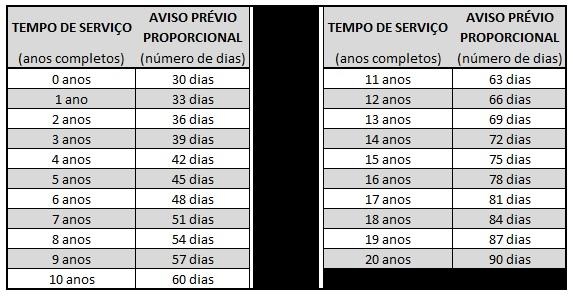 TEMPO DE SERVIÇO
(anos completos)
AVISO PRÉVIO
PROPORCIONAL
(número de dias)
0 anos 30 dias
1 ano 33 dias
2 anos 36 dias
3 anos 39 dias
4 anos 42 dias
5 anos 45 dias
6 anos 48 dias
7 anos 51 dias
8 anos 54 dias
9 anos 57 dias
10 anos 60 dias
TEMPO DE SERVIÇO
(anos completos)
AVISO PRÉVIO
PROPORCIONAL
(número de dias)
11 anos 63 dias
12 anos 66 dias
13 anos 69 dias
14 anos 72 dias
15 anos 75 dias
16 anos 78 dias
17 anos 81 dias
18 anos 84 dias
19 anos 87 dias
20 anos 90 dias